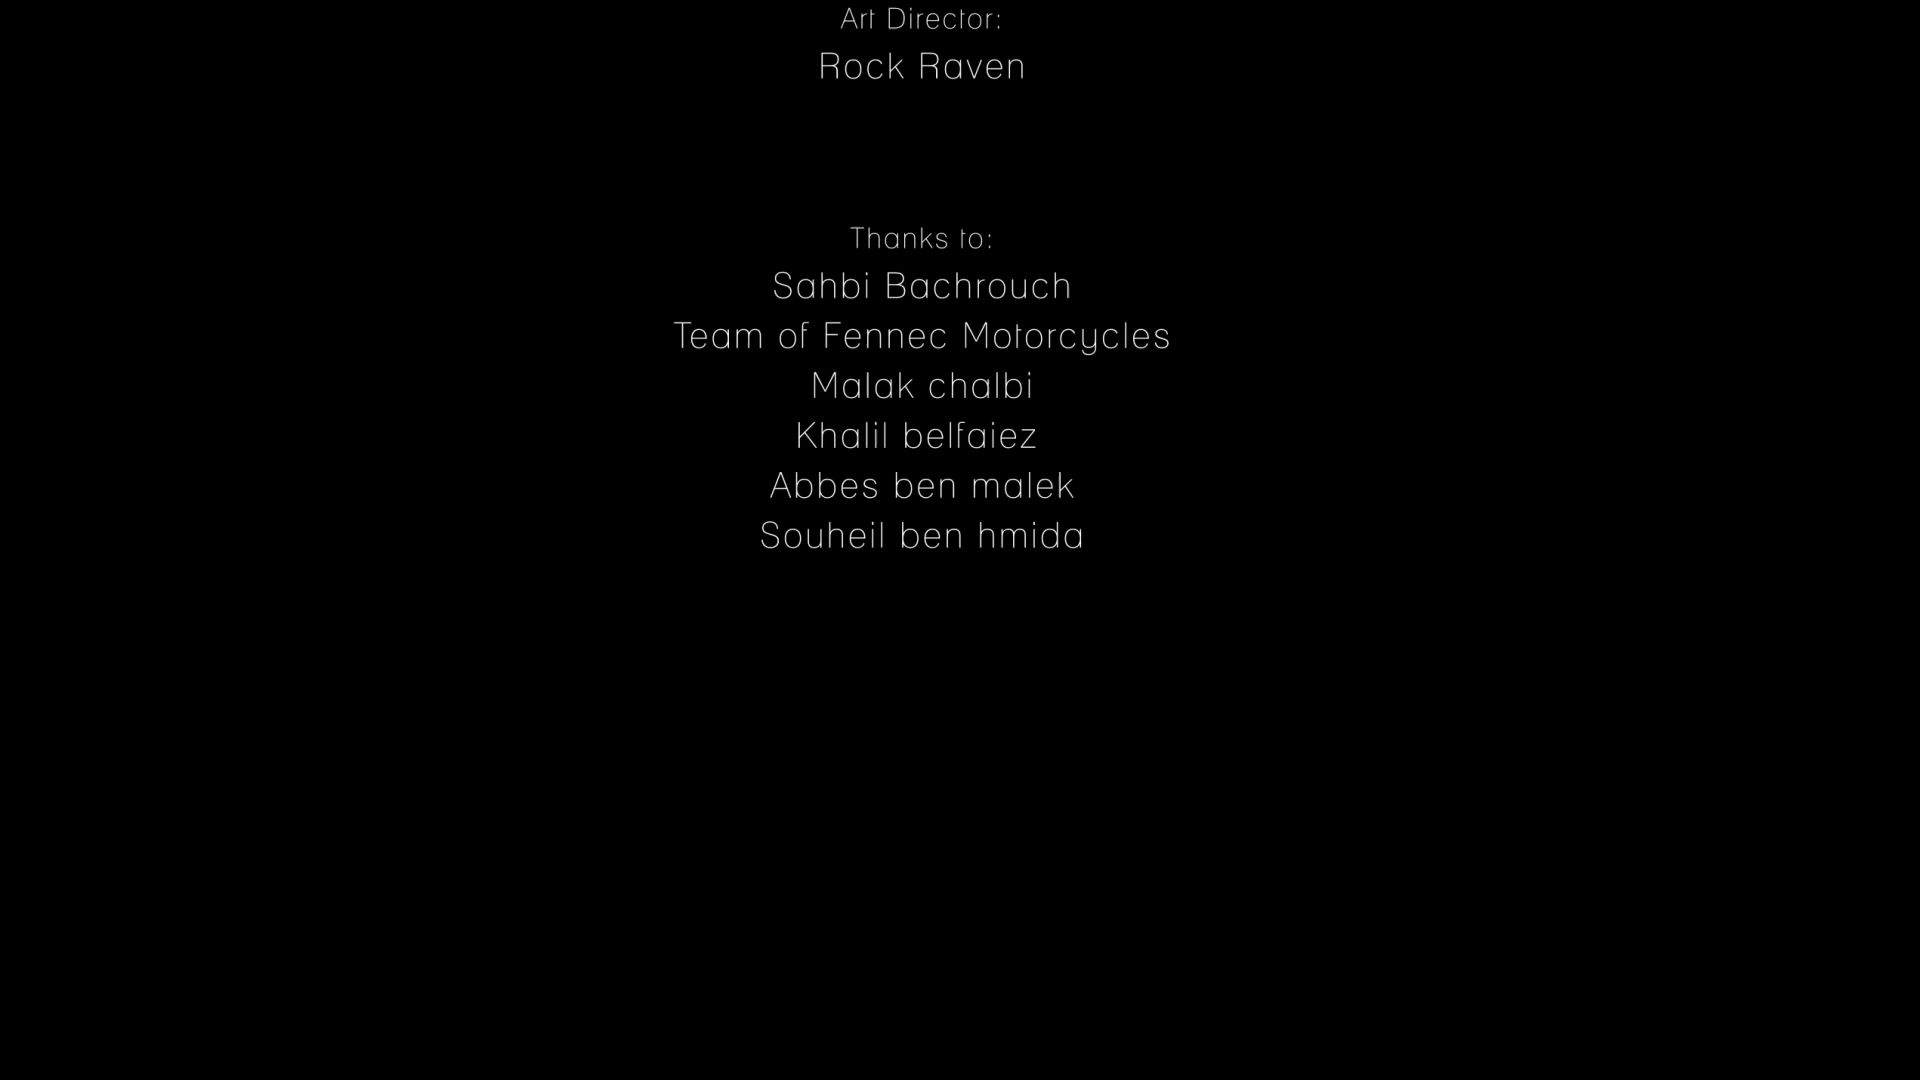 Art Director:
Rock Raven
Thanks to:
Sahbi Bachrouch
Team of Fennec Motorcycles
Malak chalbi
Khalil belfaiez
Abbes ben malek
Souheil ben hmida